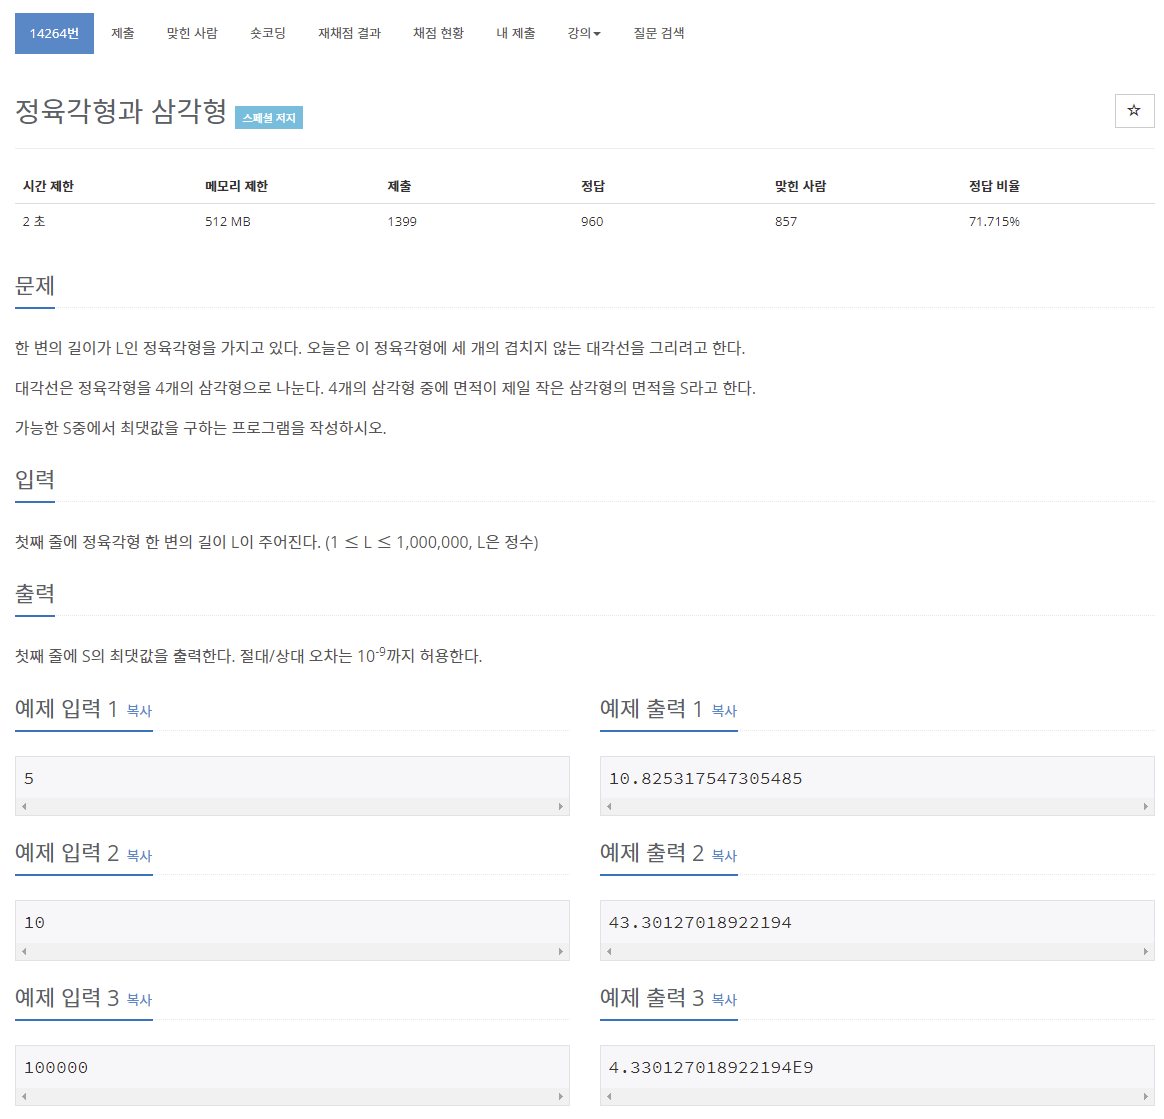 14264번 제출 맞힌 사람 숏코딩 재채점 결과 채점 현황 내 제출 강의 질문 검색
정육각형과 삼각형 스페셜 저지
☆
시간 제한 메모리 제한 제출 정답 맞힌 사람 정답 비율
2 초 512 MB 1399 960 857 71.715%
문제
한 변의 길이가 L인 정육각형을 가지고 있다. 오늘은 이 정육각형에 세 개의 겹치지 않는 대각선을 그리려고 한다.
대각선은 정육각형을 4개의 삼각형으로 나눈다. 4개의 삼각형 중에 면적이 제일 작은 삼각형의 면적을 S라고 한다.
가능한 S중에서 최댓값을 구하는 프로그램을 작성하시오.
입력
첫째 줄에 정육각형 한 변의 길이 L이 주어진다. (1 ≤ L ≤ 1,000,000, L은 정수)
출력
첫째 줄에 S의 최댓값을 출력한다. 절대/상대 오차는 10⁻⁹까지 허용한다.
예제 입력 1 복사
5
예제 출력 1 복사
10.825317547305485
예제 입력 2 복사
10
예제 출력 2 복사
43.30127018922194
예제 입력 3 복사
100000
예제 출력 3 복사
4.330127018922194E9